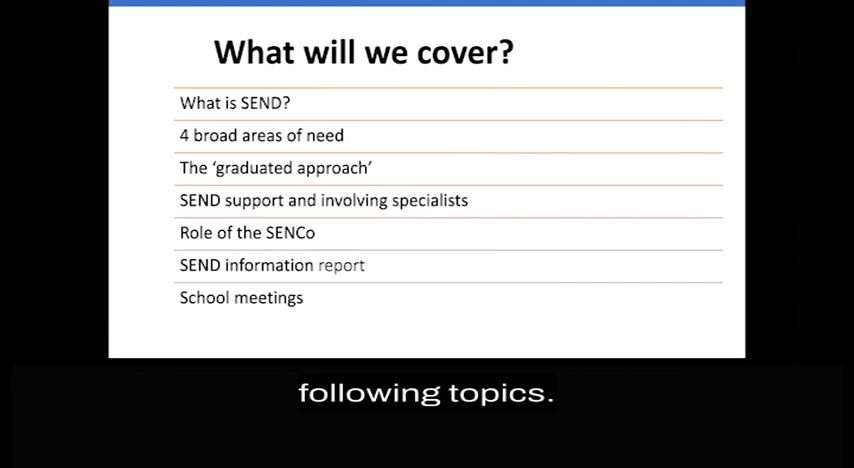 What will we cover?
What is SEND?
4 broad areas of need
The ‘graduated approach’
SEND support and involving specialists
Role of the SENCo
SEND information report
School meetings
following topics.